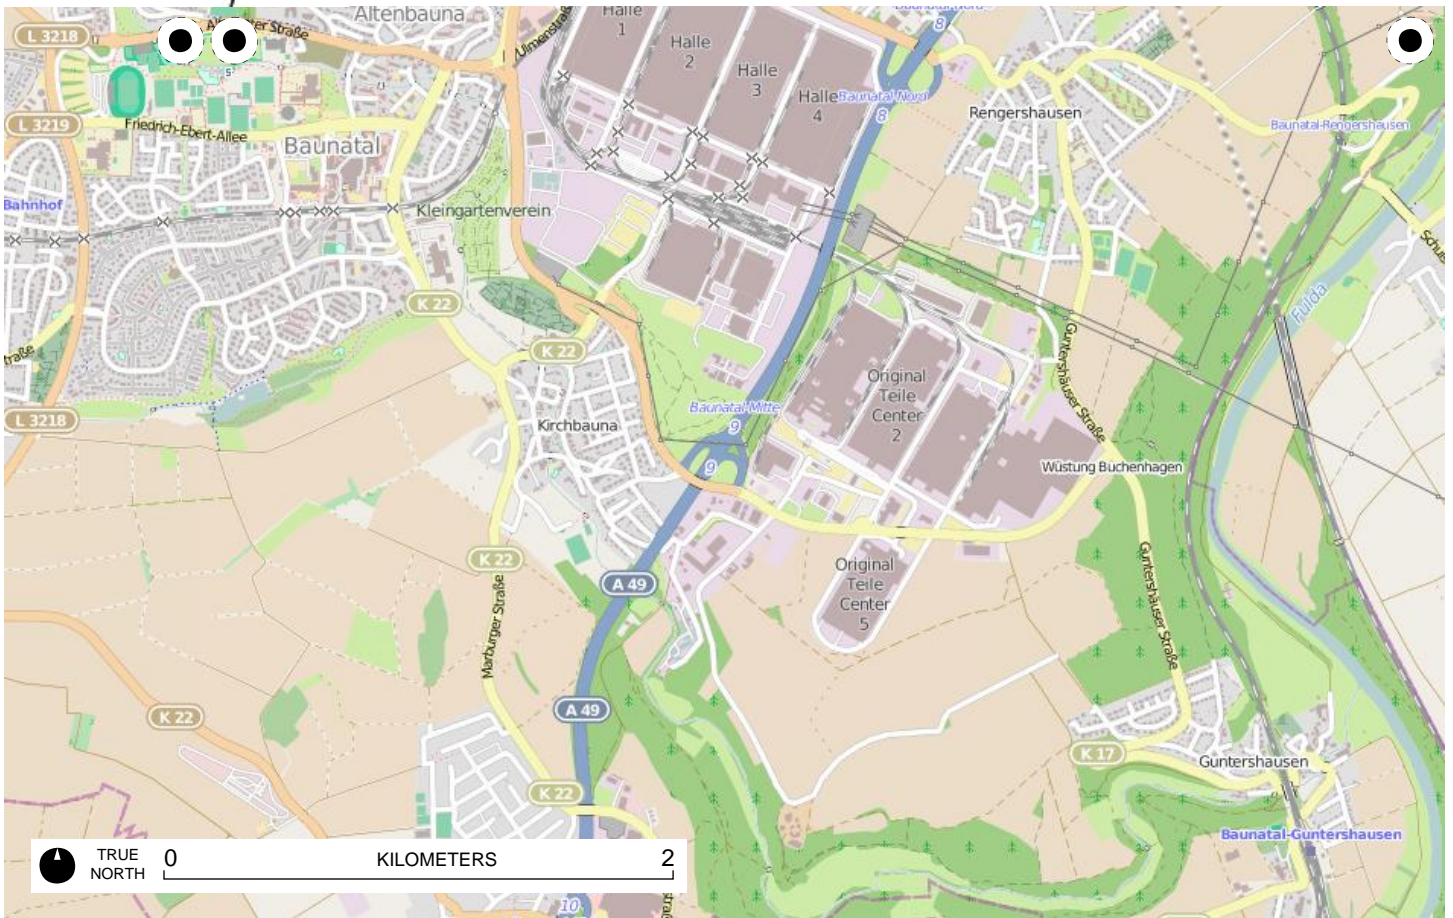 L 3218
Altenbauna
Straße
Halle
1
Halle
2
Halle
3
Halle
4
8
Baunatal-Nord
8
Rengershausen
Baunatal-Rengershausen
L 3219
Friedrich-Ebert-Allee
Baunatal
Bahnhof
Kleingartenverein
Fulda
K 22
K 22
Guntershäuser Straße
Original
Teile
Center
2
Baunatal-Mitte
9
9
L 3218
Kirchbauna
Wüstung Buchenhagen
K 22
A 49
Original
Teile
Center
5
Guntershäuser Straße
Marburger Straße
K 22
A 49
K 17
Guntershausen
K 22
Baunatal-Guntershausen
TRUE
NORTH
0
KILOMETERS
2
10